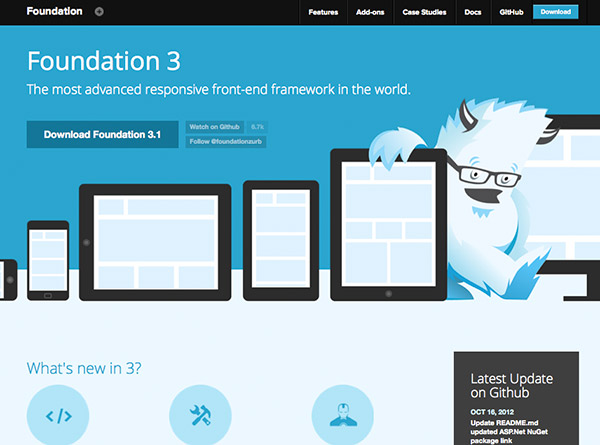 Foundation
Features
Add-ons
Case Studies
Docs
GitHub
Download
Foundation 3
The most advanced responsive front-end framework in the world.
Download Foundation 3.1
Watch on Github
5.7k
Follow @foundationzurb
What's new in 3?
</>
Latest Update
on Github
OCT 16, 2012
Update README.md
updated ASP.Net NuGet
package link